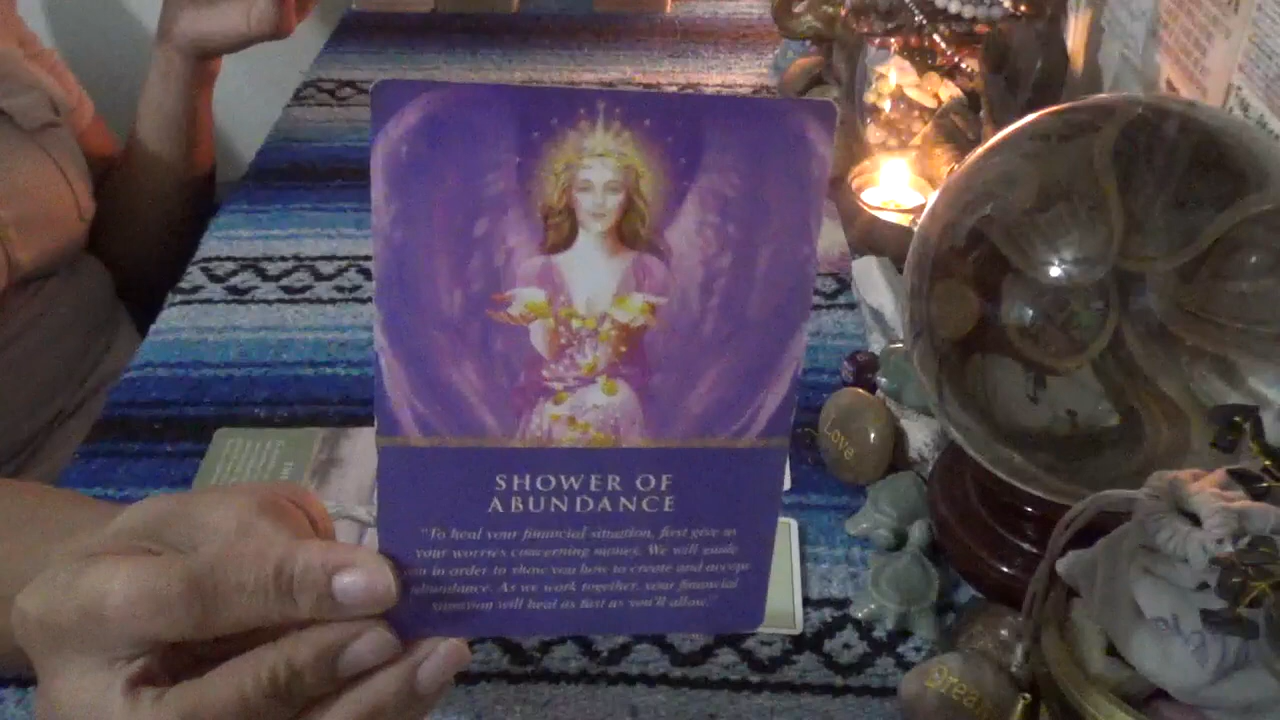 SHOWER OF
ABUNDANCE
"To heal your financial situation, first give us
your worries concerning money. We will guide
you in order to show you how to create and accept
abundance. As we work together, your financial
situation will heal as fast as you'll allow."
Love
Dream